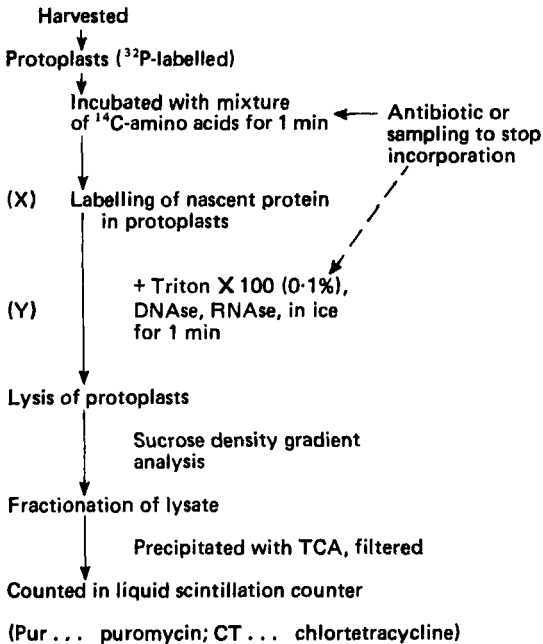 Harvested
Protoplasts (³²P-labelled)
Incubated with mixture
of ¹⁴C-amino acids for 1 min
Antibiotic or
sampling to stop
incorporation
(X) Labelling of nascent protein
in protoplasts
+ Triton X 100 (0·1%),
(Y) DNAse, RNAse, in ice
for 1 min
Lysis of protoplasts
Sucrose density gradient
analysis
Fractionation of lysate
Precipitated with TCA, filtered
Counted in liquid scintillation counter
(Pur ... puromycin; CT ... chlortetracycline)